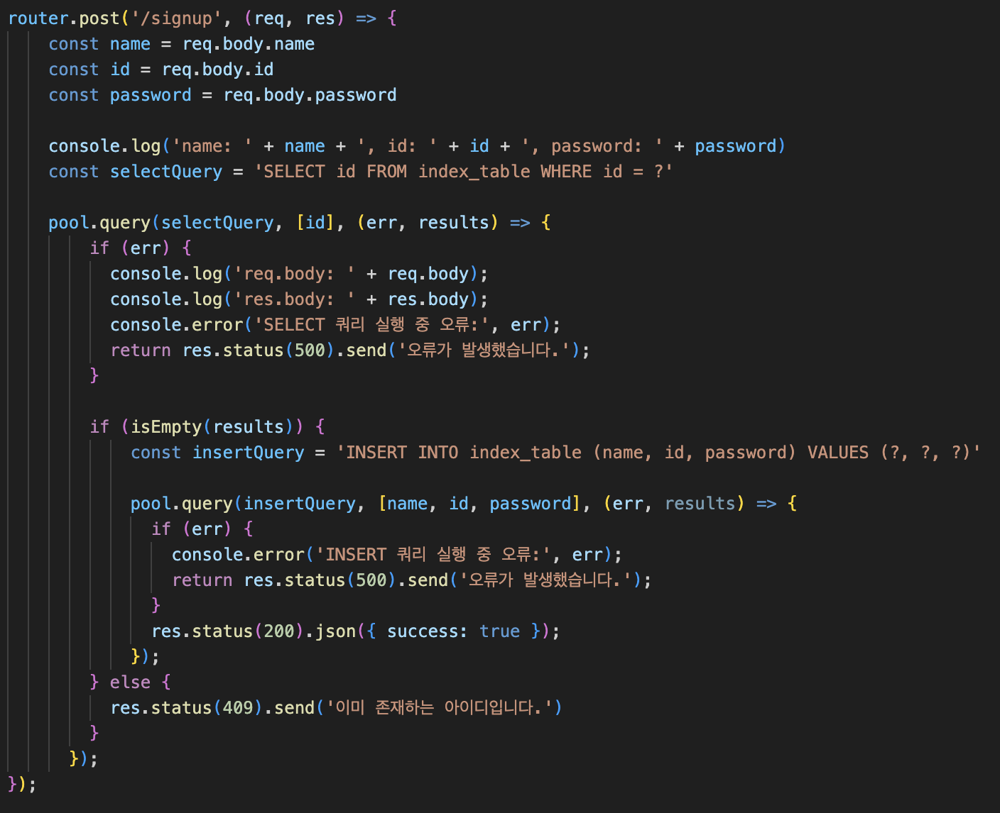 router.post('/signup', (req, res) => {
    const name = req.body.name
    const id = req.body.id
    const password = req.body.password

    console.log('name: ' + name + ', id: ' + id + ', password: ' + password)
    const selectQuery = 'SELECT id FROM index_table WHERE id = ?'

    pool.query(selectQuery, [id], (err, results) => {
        if (err) {
          console.log('req.body: ' + req.body);
          console.log('res.body: ' + res.body);
          console.error('SELECT 쿼리 실행 중 오류:', err);
          return res.status(500).send('오류가 발생했습니다.');
        }

        if (isEmpty(results)) {
            const insertQuery = 'INSERT INTO index_table (name, id, password) VALUES (?, ?, ?)'

            pool.query(insertQuery, [name, id, password], (err, results) => {
              if (err) {
                console.error('INSERT 쿼리 실행 중 오류:', err);
                return res.status(500).send('오류가 발생했습니다.');
              }
              res.status(200).json({ success: true });
            });
        } else {
          res.status(409).send('이미 존재하는 아이디입니다.')
        }
      });
});